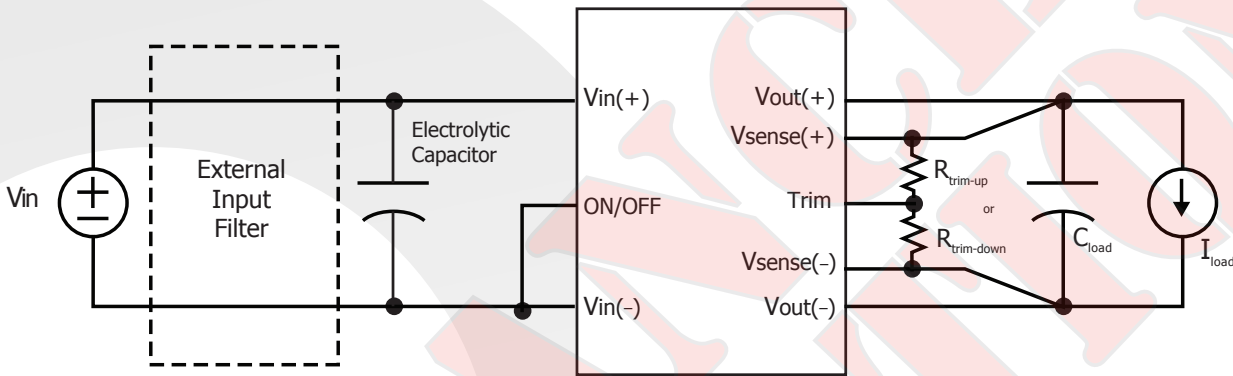 Vin
External
Input
Filter
Electrolytic
Capacitor
Vin(+)
ON/OFF
Vin(−)
Vout(+)
Vsense(+)
Trim
Vsense(−)
Vout(−)
Rtrim-up
or
Rtrim-down
Cload
Iload